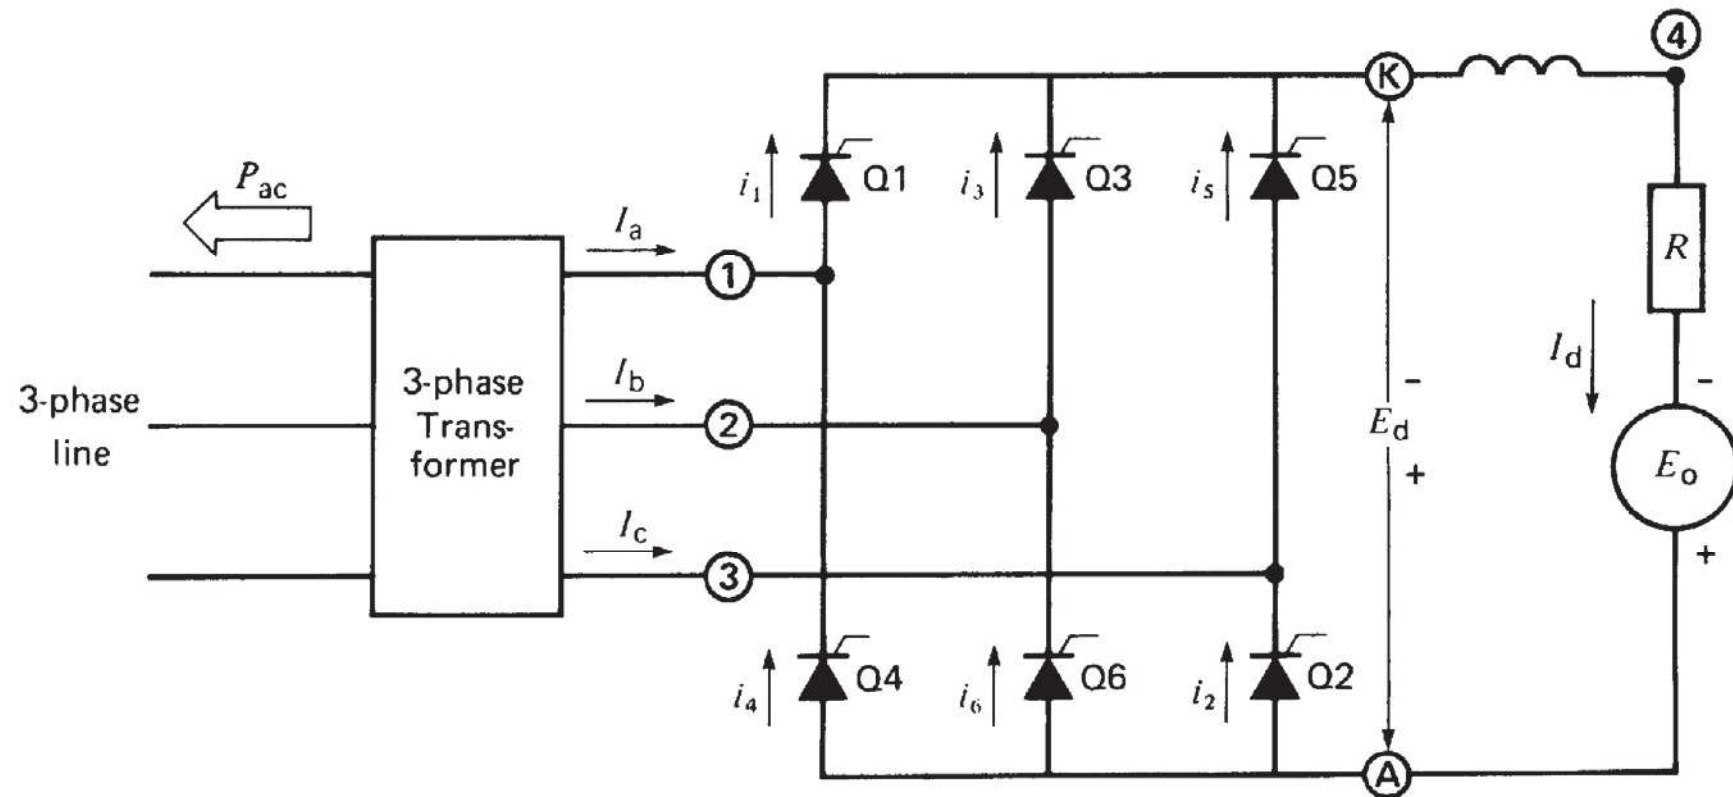 4
K
Q1
Q3
Q5
i₁
i₃
i₅
Pac
Ia
1
R
Id
-
3-phase
line
3-phase
Trans-
former
Ib
2
-
Ed
+
Eo
+
Ic
3
Q4
Q6
Q2
i₄
i₆
i₂
A